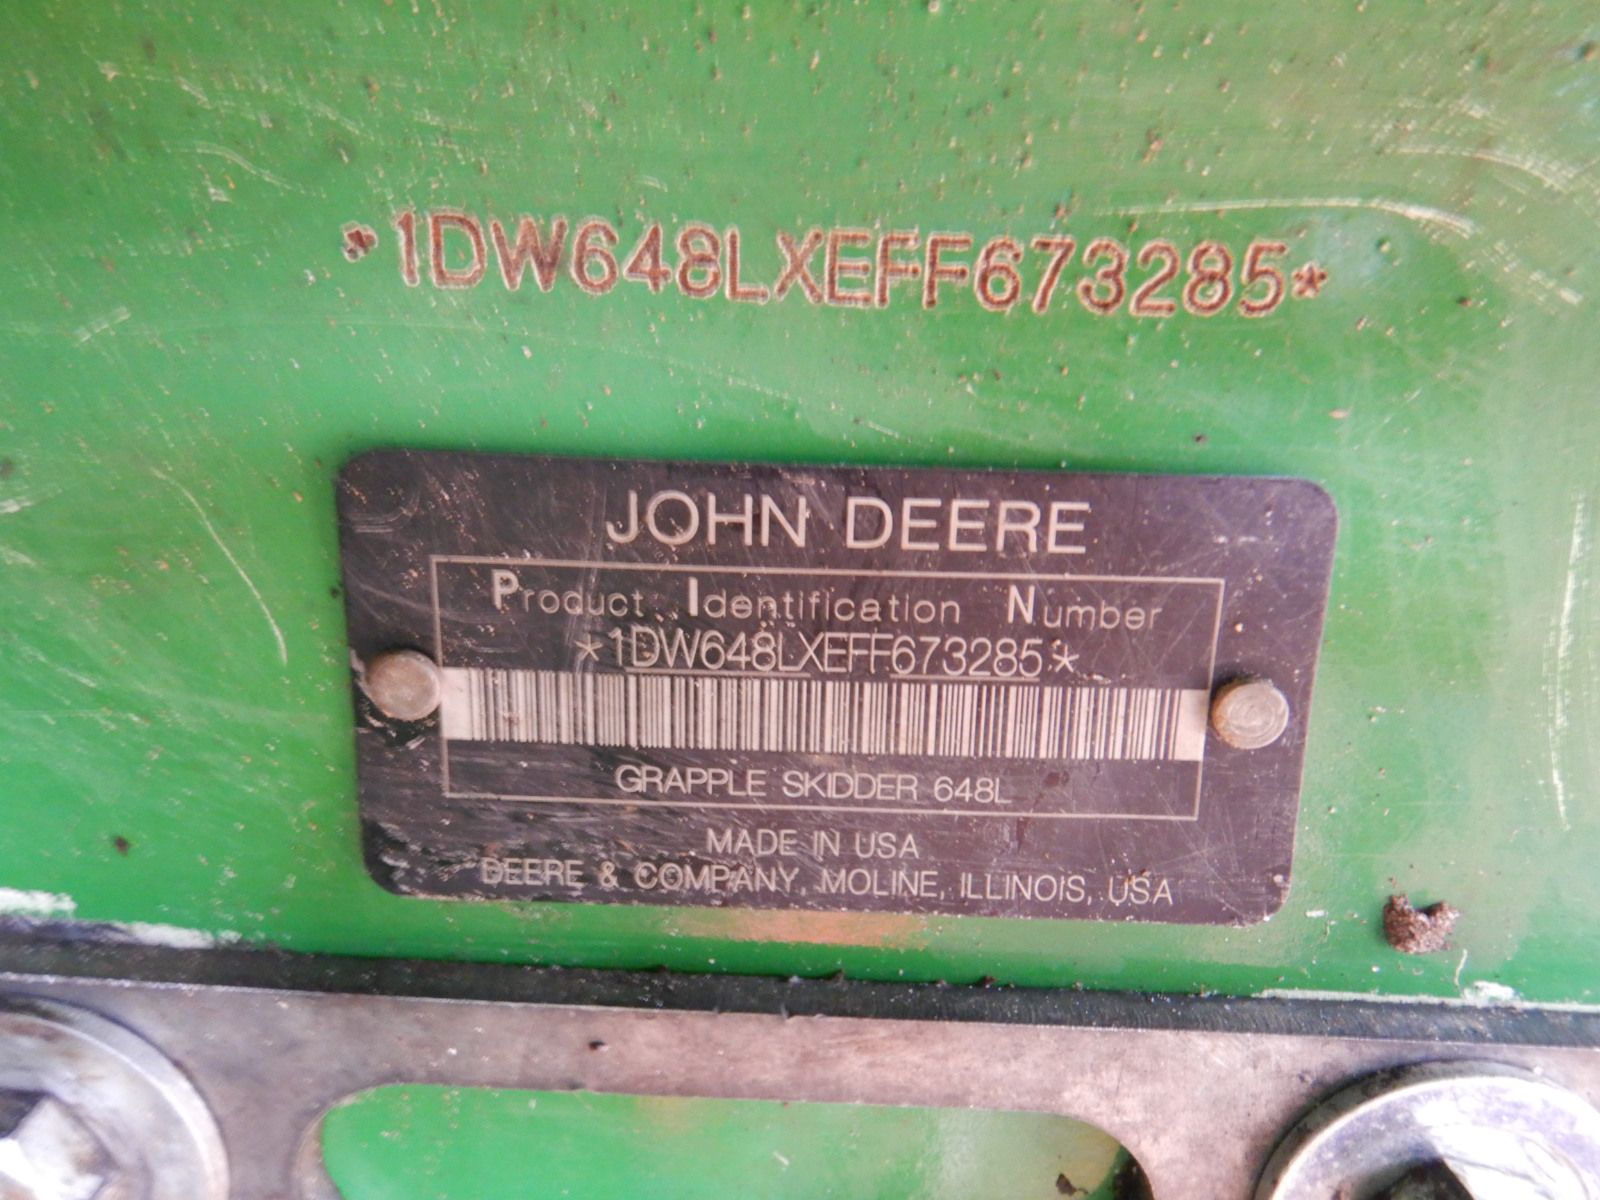 *1DW648LXEFF673285*
JOHN DEERE
Product Identification Number
*1DW648LXEFF673285*
GRAPPLE SKIDDER 648L
MADE IN USA
DEERE & COMPANY, MOLINE, ILLINOIS, USA